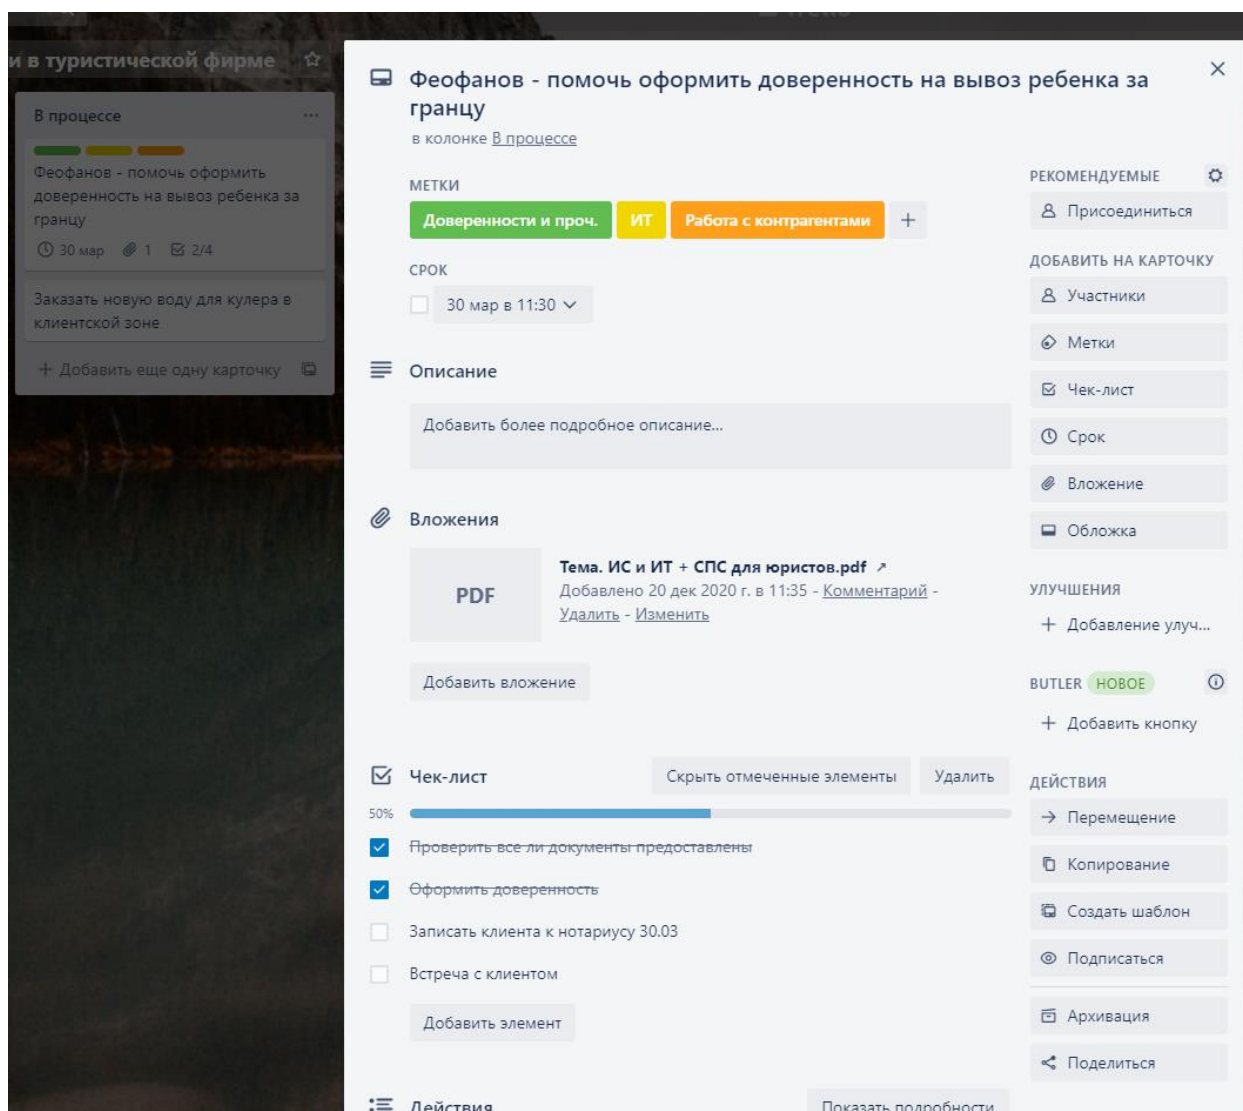 Trello
и в туристической фирме
В процессе
Феофанов - помочь оформить
доверенность на вывоз ребенка за
гранцу
30 мар 1 2/4
Заказать новую воду для кулера в
клиентской зоне
+ Добавить еще одну карточку
Феофанов - помочь оформить доверенность на вывоз ребенка за
гранцу
в колонке В процессе
МЕТКИ
Доверенности и проч. ИТ Работа с контрагентами +
СРОК
30 мар в 11:30
Описание
Добавить более подробное описание...
Вложения
PDF
Тема. ИС и ИТ + СПС для юристов.pdf ↗
Добавлено 20 дек 2020 г. в 11:35 - Комментарий -
Удалить - Изменить
Добавить вложение
Чек-лист Скрыть отмеченные элементы Удалить
50%
Проверить все ли документы предоставлены
Оформить доверенность
Записать клиента к нотариусу 30.03
Встреча с клиентом
Добавить элемент
Действия Показать подробности
РЕКОМЕНДУЕМЫЕ
Присоединиться
ДОБАВИТЬ НА КАРТОЧКУ
Участники
Метки
Чек-лист
Срок
Вложение
Обложка
УЛУЧШЕНИЯ
+ Добавление улуч...
BUTLER НОВОЕ
+ Добавить кнопку
ДЕЙСТВИЯ
Перемещение
Копирование
Создать шаблон
Подписаться
Архивация
Поделиться